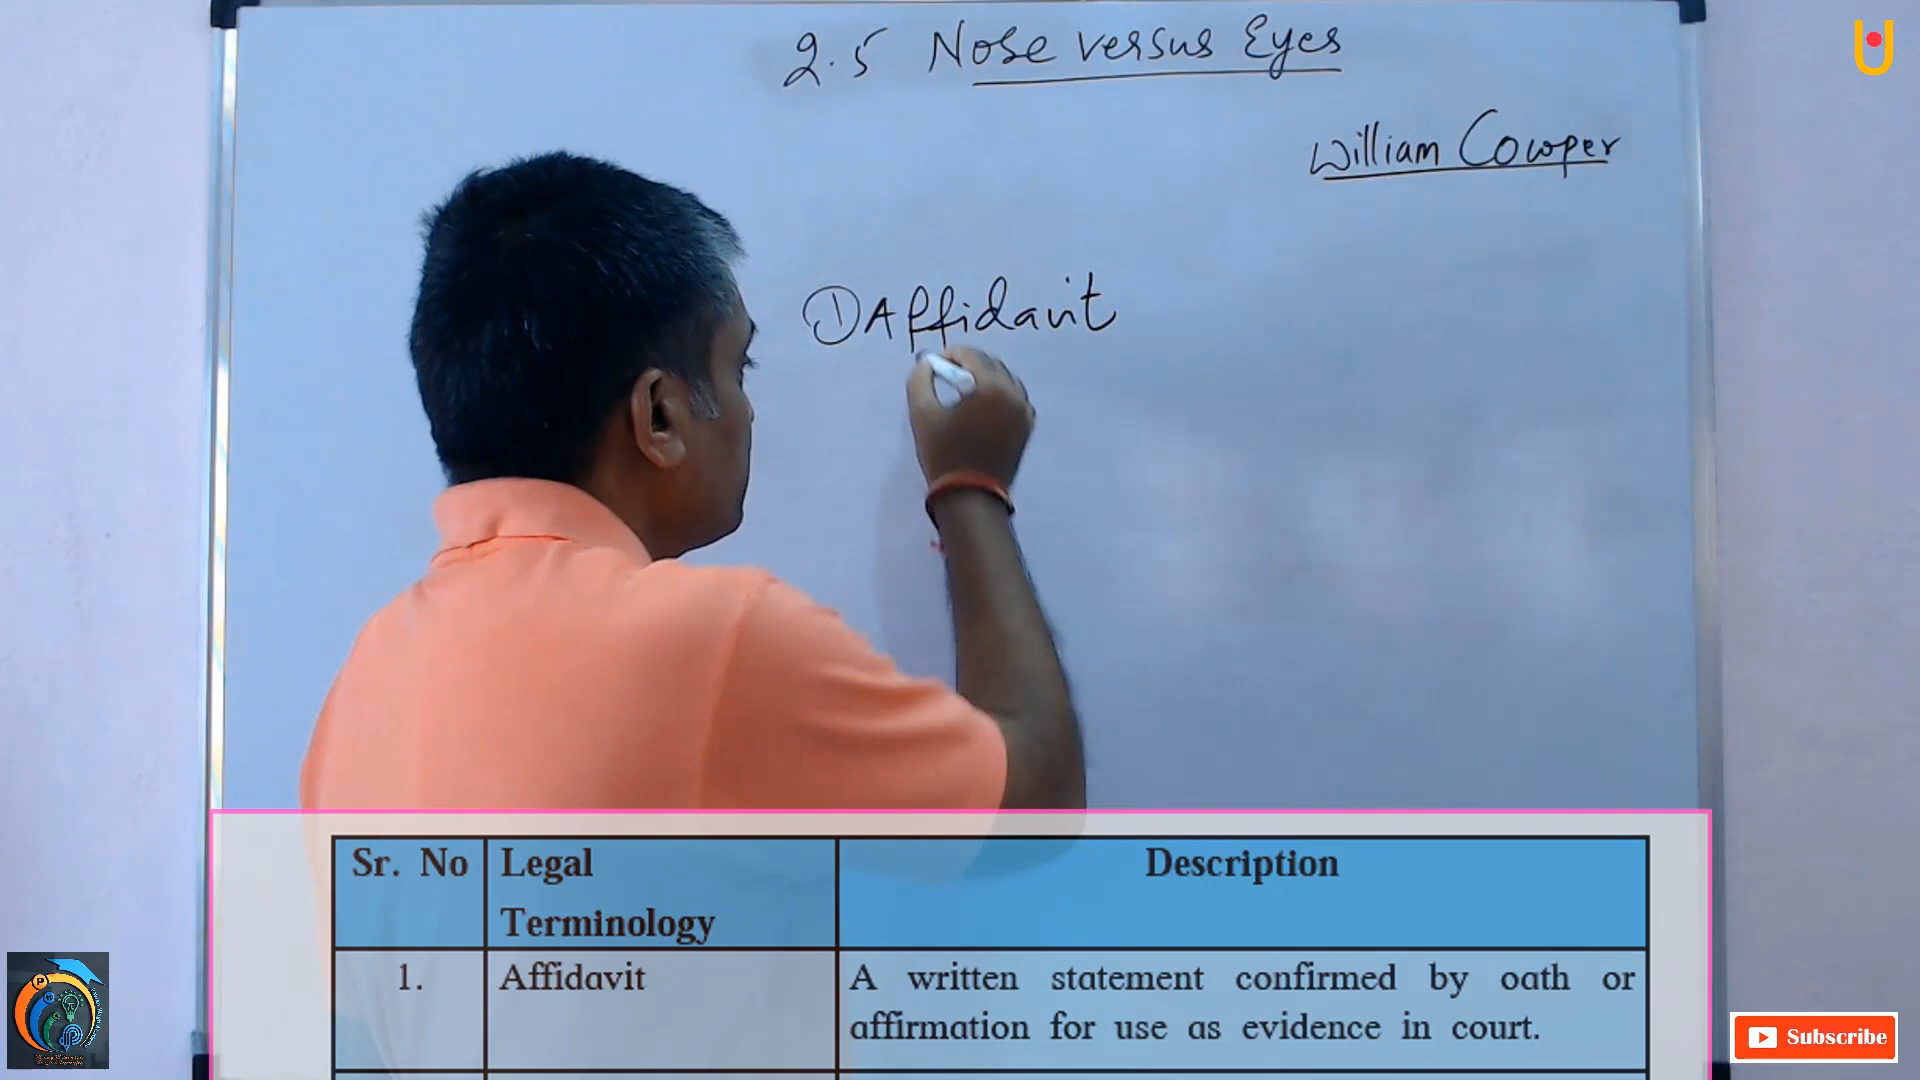 2.5 Nose versus Eyes
William Cowper
① Affidavit
Sr. No Legal Terminology Description
1. Affidavit A written statement confirmed by oath or
affirmation for use as evidence in court.
Subscribe